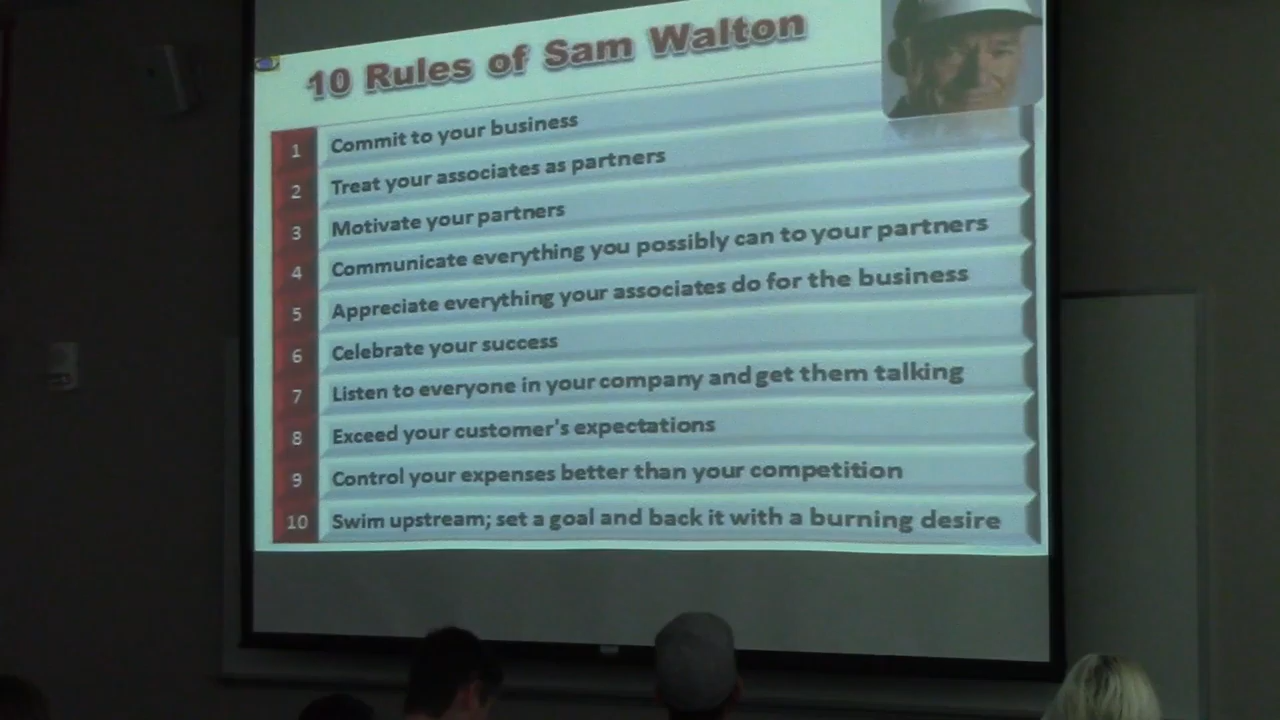 10 Rules of Sam Walton
1 Commit to your business
2 Treat your associates as partners
3 Motivate your partners
4 Communicate everything you possibly can to your partners
5 Appreciate everything your associates do for the business
6 Celebrate your success
7 Listen to everyone in your company and get them talking
8 Exceed your customer's expectations
9 Control your expenses better than your competition
10 Swim upstream; set a goal and back it with a burning desire